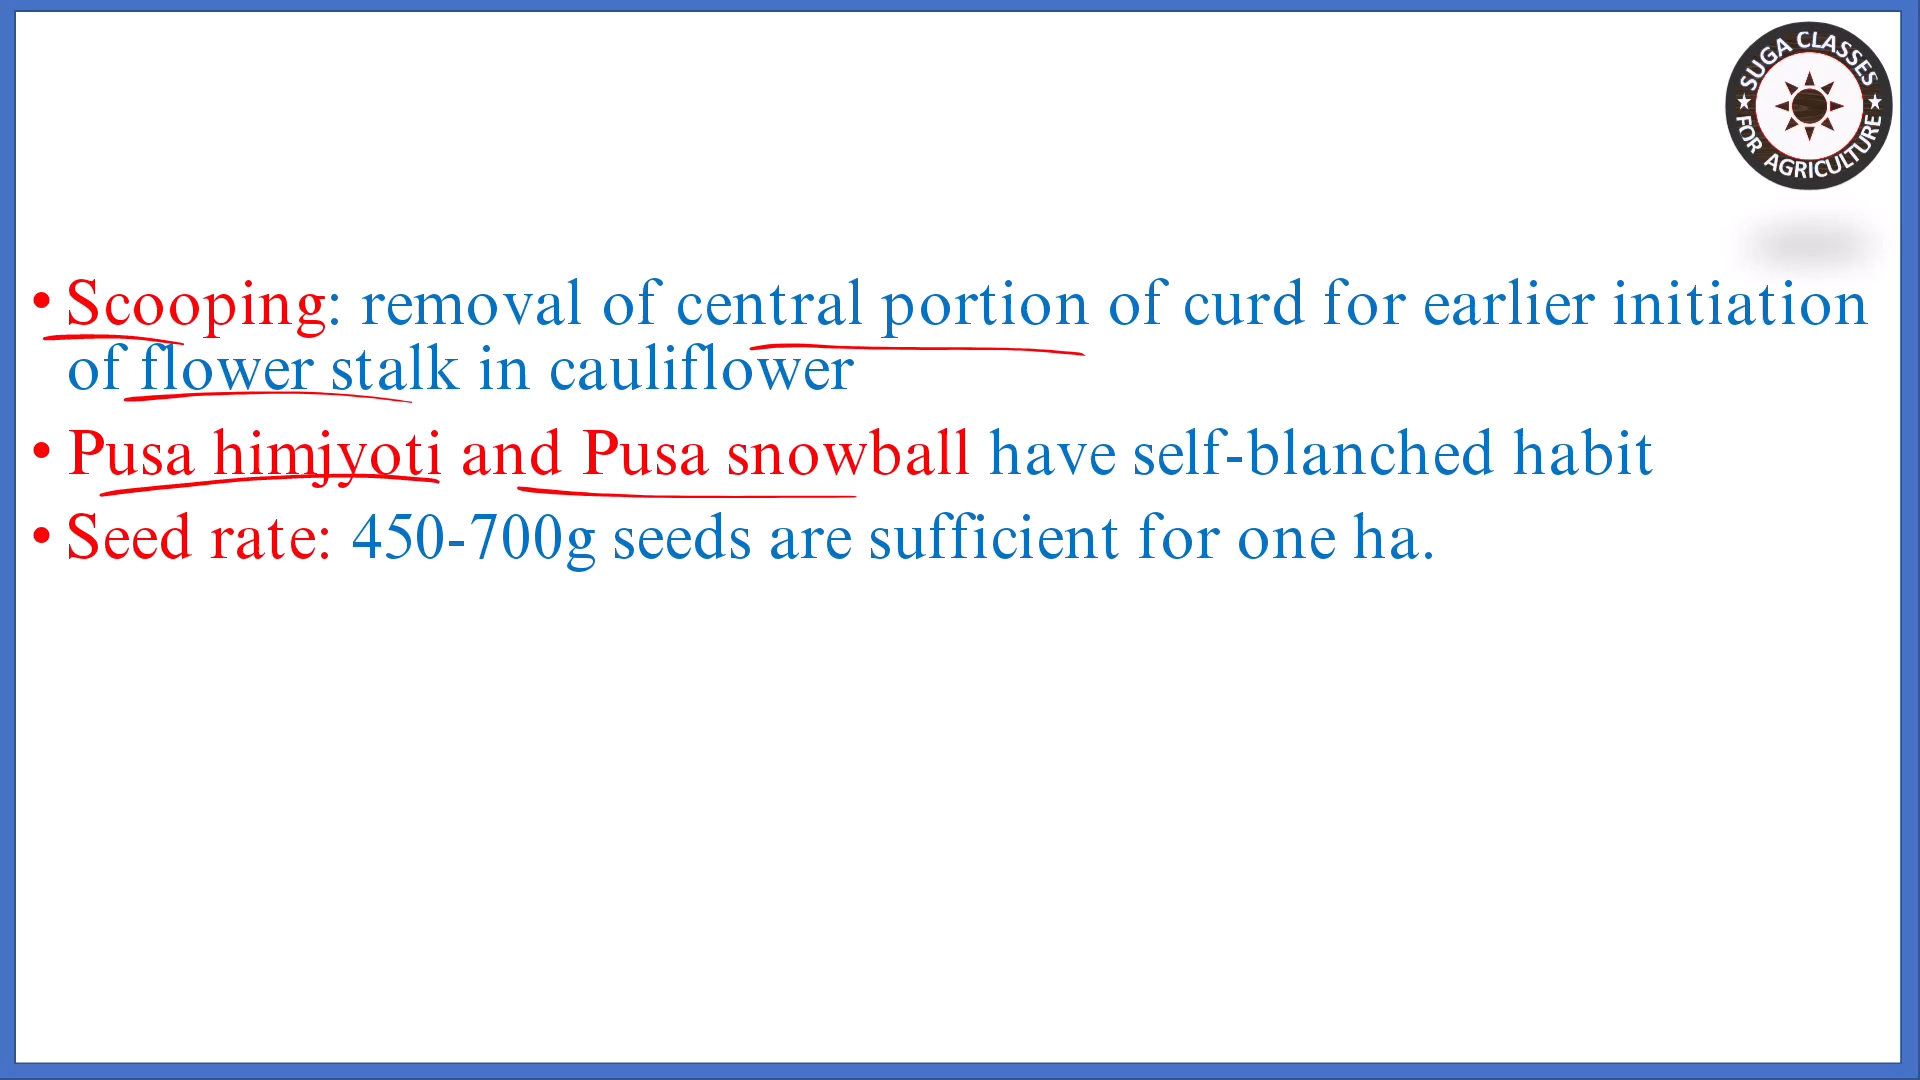 SUGA CLASSES
FOR AGRICULTURE
• Scooping: removal of central portion of curd for earlier initiation
of flower stalk in cauliflower
• Pusa himjyoti and Pusa snowball have self-blanched habit
• Seed rate: 450-700g seeds are sufficient for one ha.